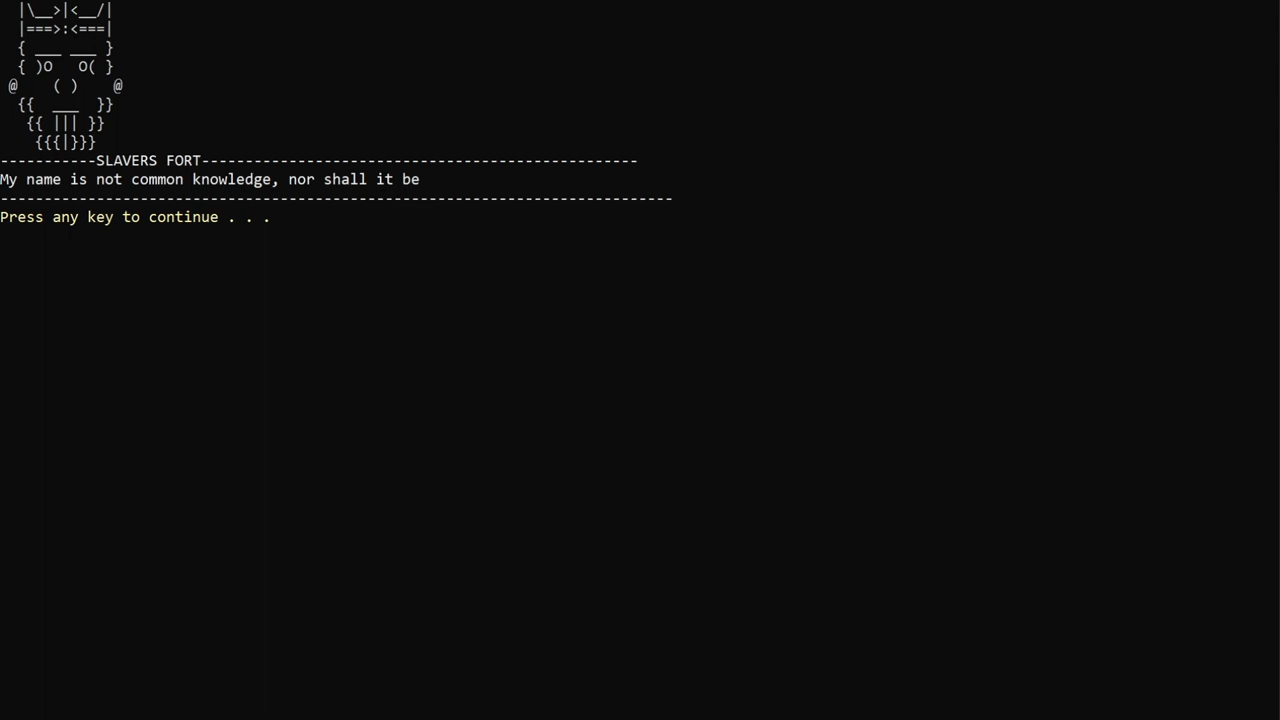 |\__>|<__/|
|===>:<===|
{ ___ ___ }
{ )O   O( }
@    ( )    @
{{  ___  }}
{{ ||| }}
{{{|}}}
-----------SLAVERS FORT--------------------------------------------------
My name is not common knowledge, nor shall it be
-----------------------------------------------------------------------------
Press any key to continue . . .